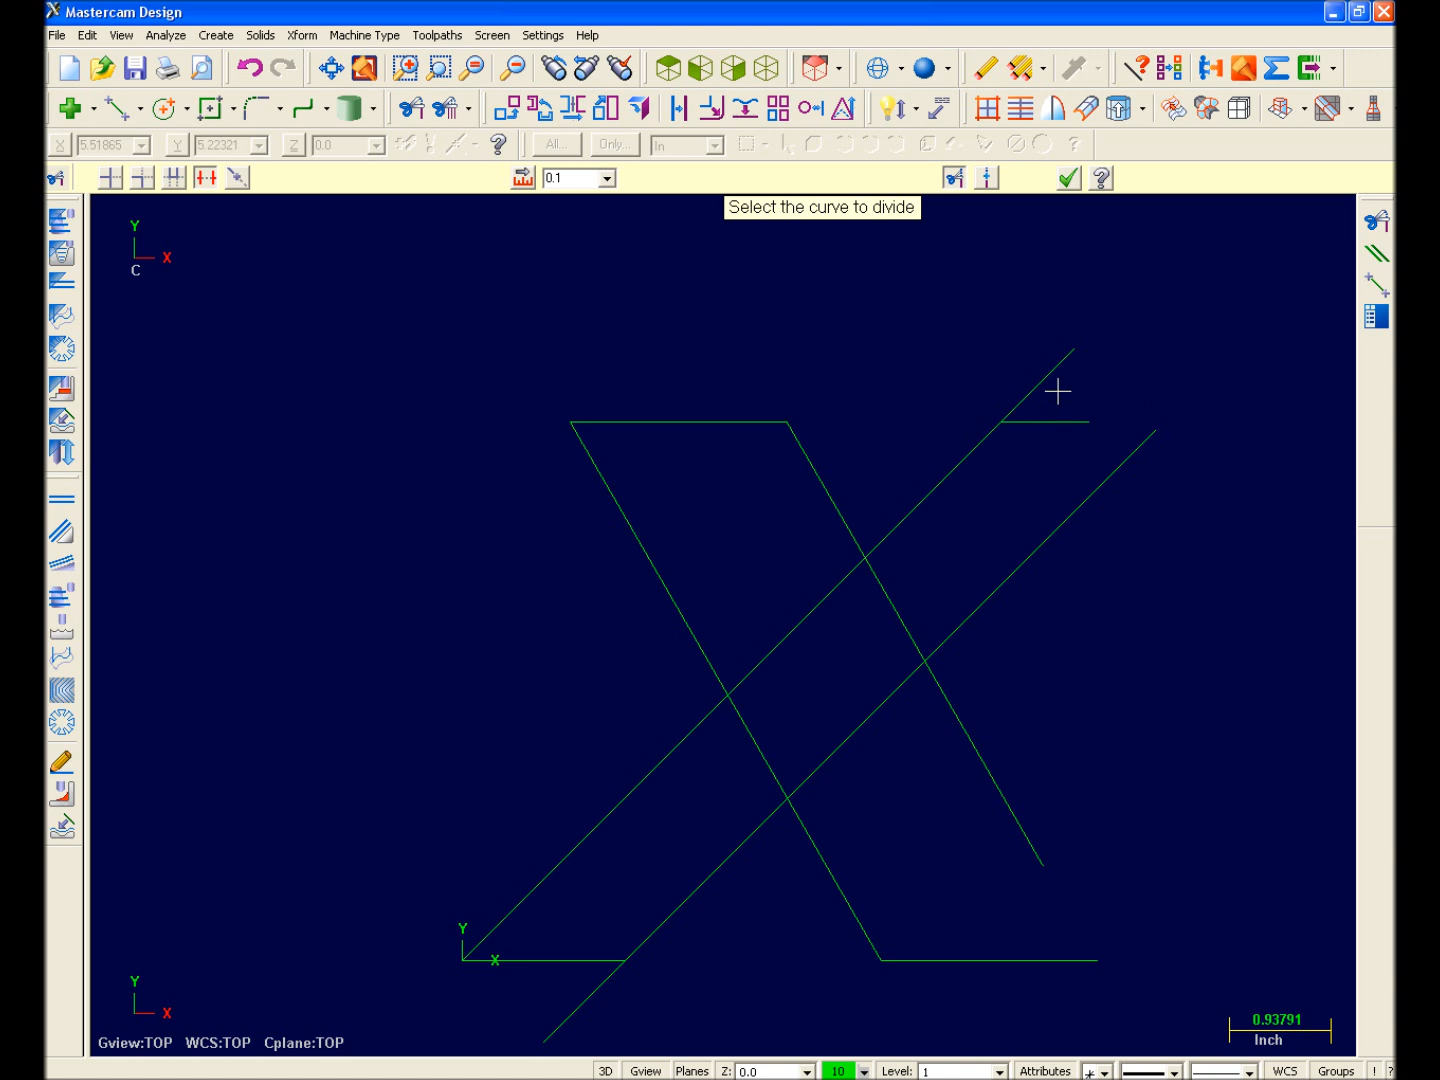 Mastercam Design
File Edit View Analyze Create Solids Xform Machine Type Toolpaths Screen Settings Help
X 5.51865 Y 5.22321 Z 0.0 ? All... Only... In ?
0.1 ?
Select the curve to divide
Y
X
C
Y
X
Y
X
0.93791
Inch
Gview:TOP WCS:TOP Cplane:TOP
3D Gview Planes Z: 0.0 10 Level: 1 Attributes * WCS Groups ! ?